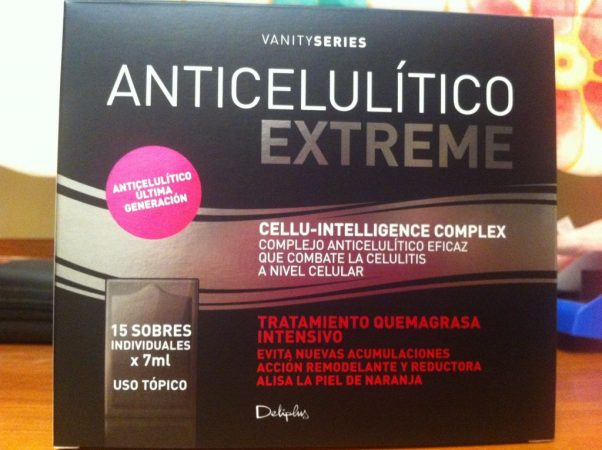 VANITYSERIES
ANTICELULÍTICO
EXTREME
ANTICELULÍTICO
ÚLTIMA
GENERACIÓN
CELLU-INTELLIGENCE COMPLEX
COMPLEJO ANTICELULÍTICO EFICAZ
QUE COMBATE LA CELULITIS
A NIVEL CELULAR
15 SOBRES
INDIVIDUALES
x 7ml
USO TÓPICO
TRATAMIENTO QUEMAGRASA
INTENSIVO
EVITA NUEVAS ACUMULACIONES
ACCIÓN REMODELANTE Y REDUCTORA
ALISA LA PIEL DE NARANJA
Deliplus